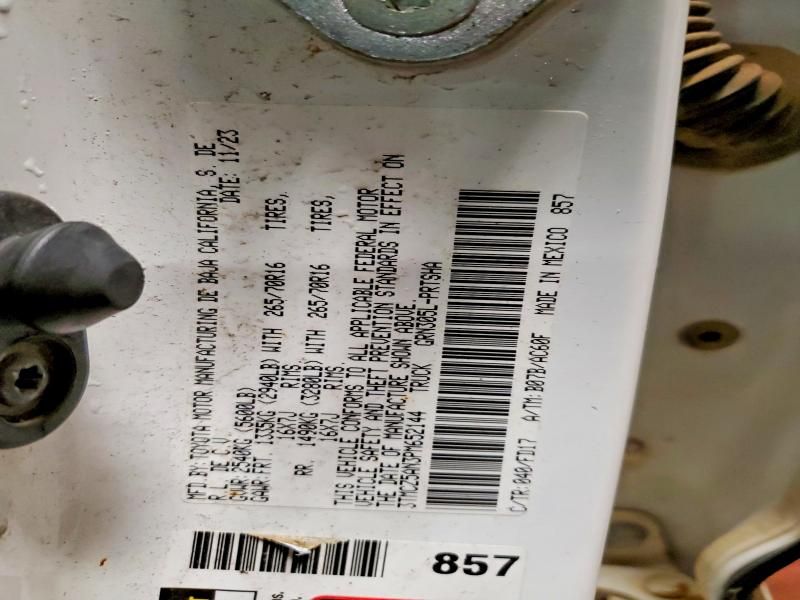 MFD.BY:TOYOTA MOTOR MANUFACTURING DE BAJA CALIFORNIA, S. DE
R.L. DE C.V. DATE: 11/23
GVWR:2540KG (5600LB)
GAWR:FRT. 1335KG (2940LB) WITH 265/70R16 TIRES,
16X7J RIMS,
RR. 1490KG (3280LB) WITH 265/70R16 TIRES,
16X7J RIMS
THIS VEHICLE CONFORMS TO ALL APPLICABLE FEDERAL MOTOR
VEHICLE SAFETY AND THEFT PREVENTION STANDARDS IN EFFECT ON
THE DATE OF MANUFACTURE SHOWN ABOVE.
TRUCK GRN305L-PRTSHA
C/TR:040/FD17 A/TM:B07B/AC60F MADE IN MEXICO 857
857